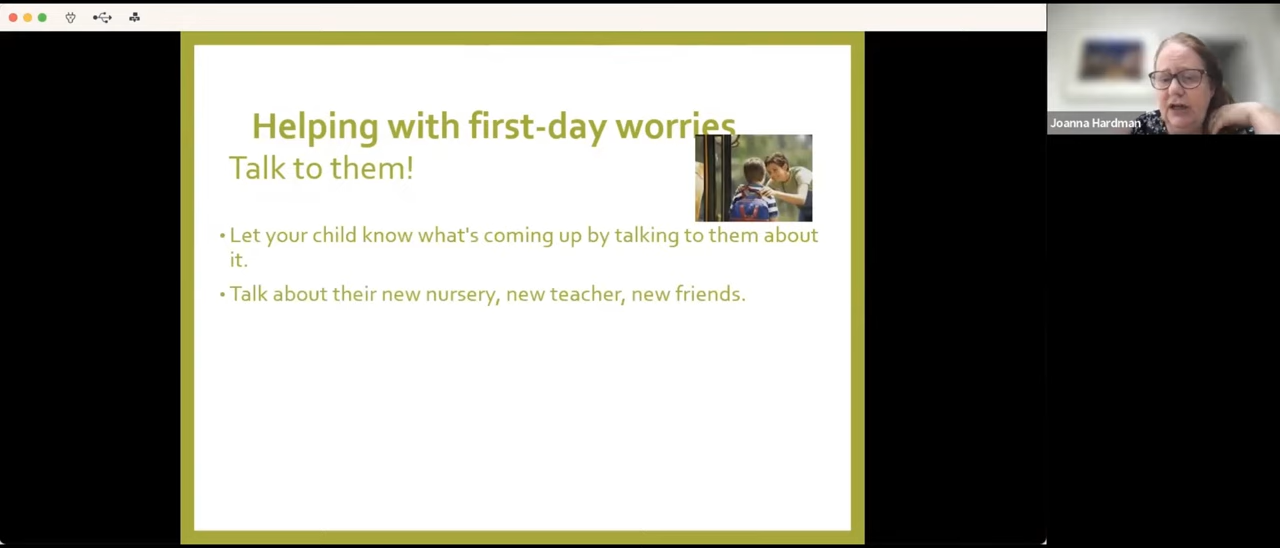 Helping with first-day worries
Talk to them!
• Let your child know what's coming up by talking to them about
it.
• Talk about their new nursery, new teacher, new friends.
Joanna Hardman